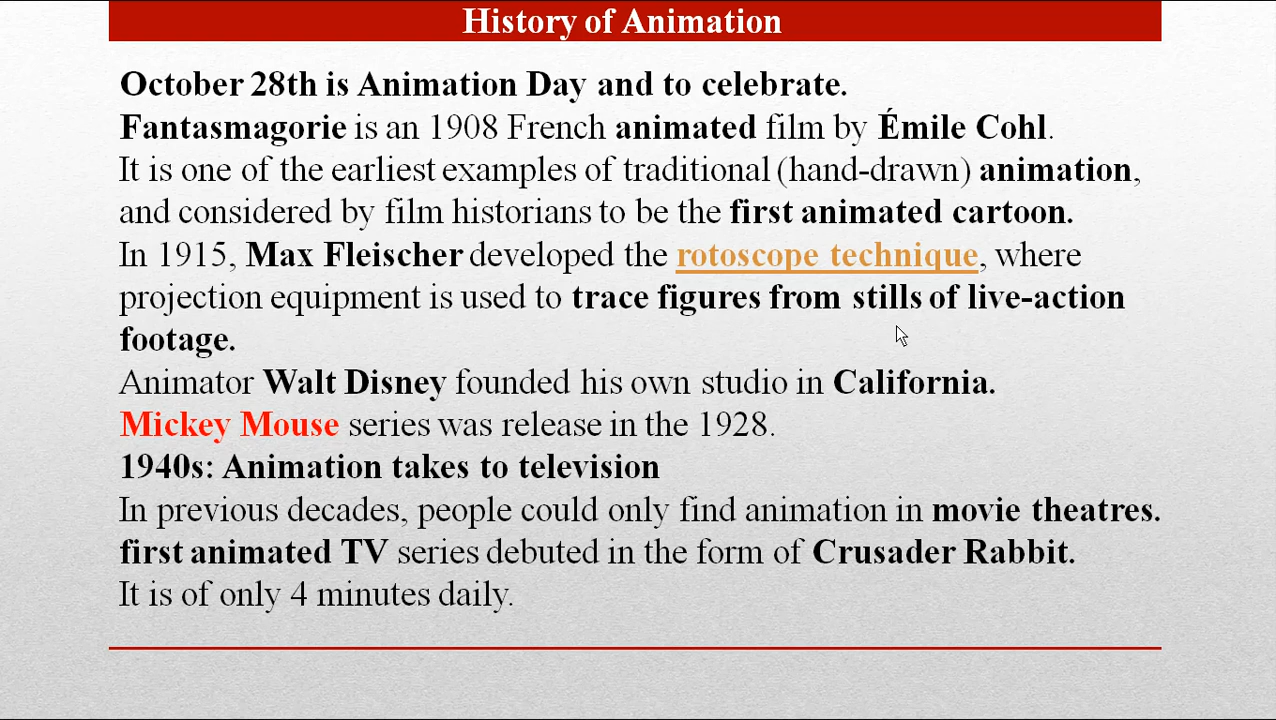 History of Animation
October 28th is Animation Day and to celebrate.
Fantasmagorie is an 1908 French animated film by Émile Cohl.
It is one of the earliest examples of traditional (hand-drawn) animation,
and considered by film historians to be the first animated cartoon.
In 1915, Max Fleischer developed the rotoscope technique, where
projection equipment is used to trace figures from stills of live-action
footage.
Animator Walt Disney founded his own studio in California.
Mickey Mouse series was release in the 1928.
1940s: Animation takes to television
In previous decades, people could only find animation in movie theatres.
first animated TV series debuted in the form of Crusader Rabbit.
It is of only 4 minutes daily.